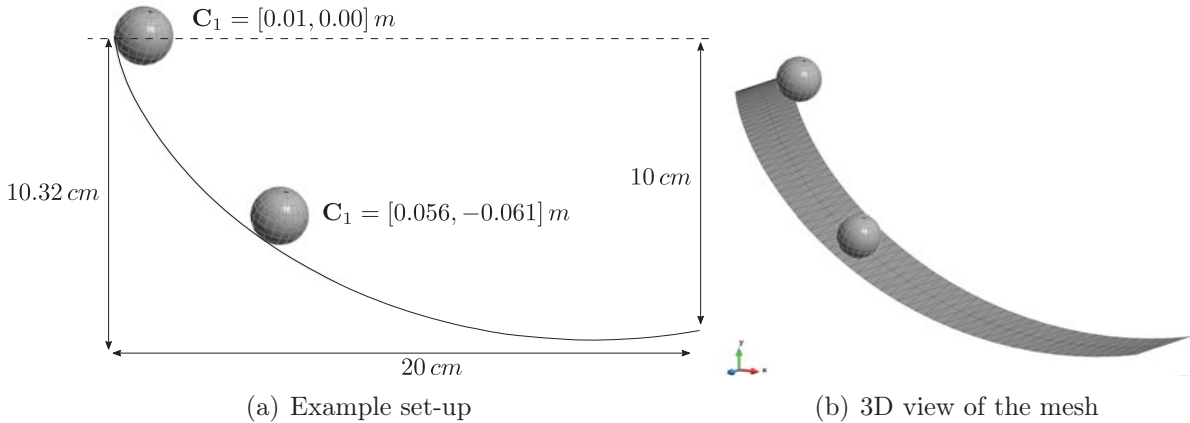 C₁ = [0.01, 0.00] m
10.32 cm
10 cm
C₁ = [0.056, −0.061] m
20 cm
y
x
(a) Example set-up
(b) 3D view of the mesh